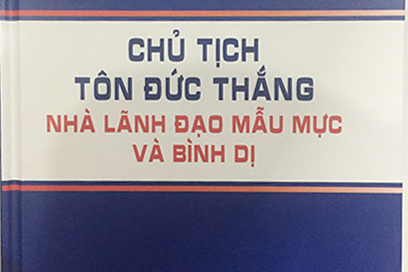 CHỦ TỊCH
TÔN ĐỨC THẮNG
NHÀ LÃNH ĐẠO MẪU MỰC
VÀ BÌNH DỊ